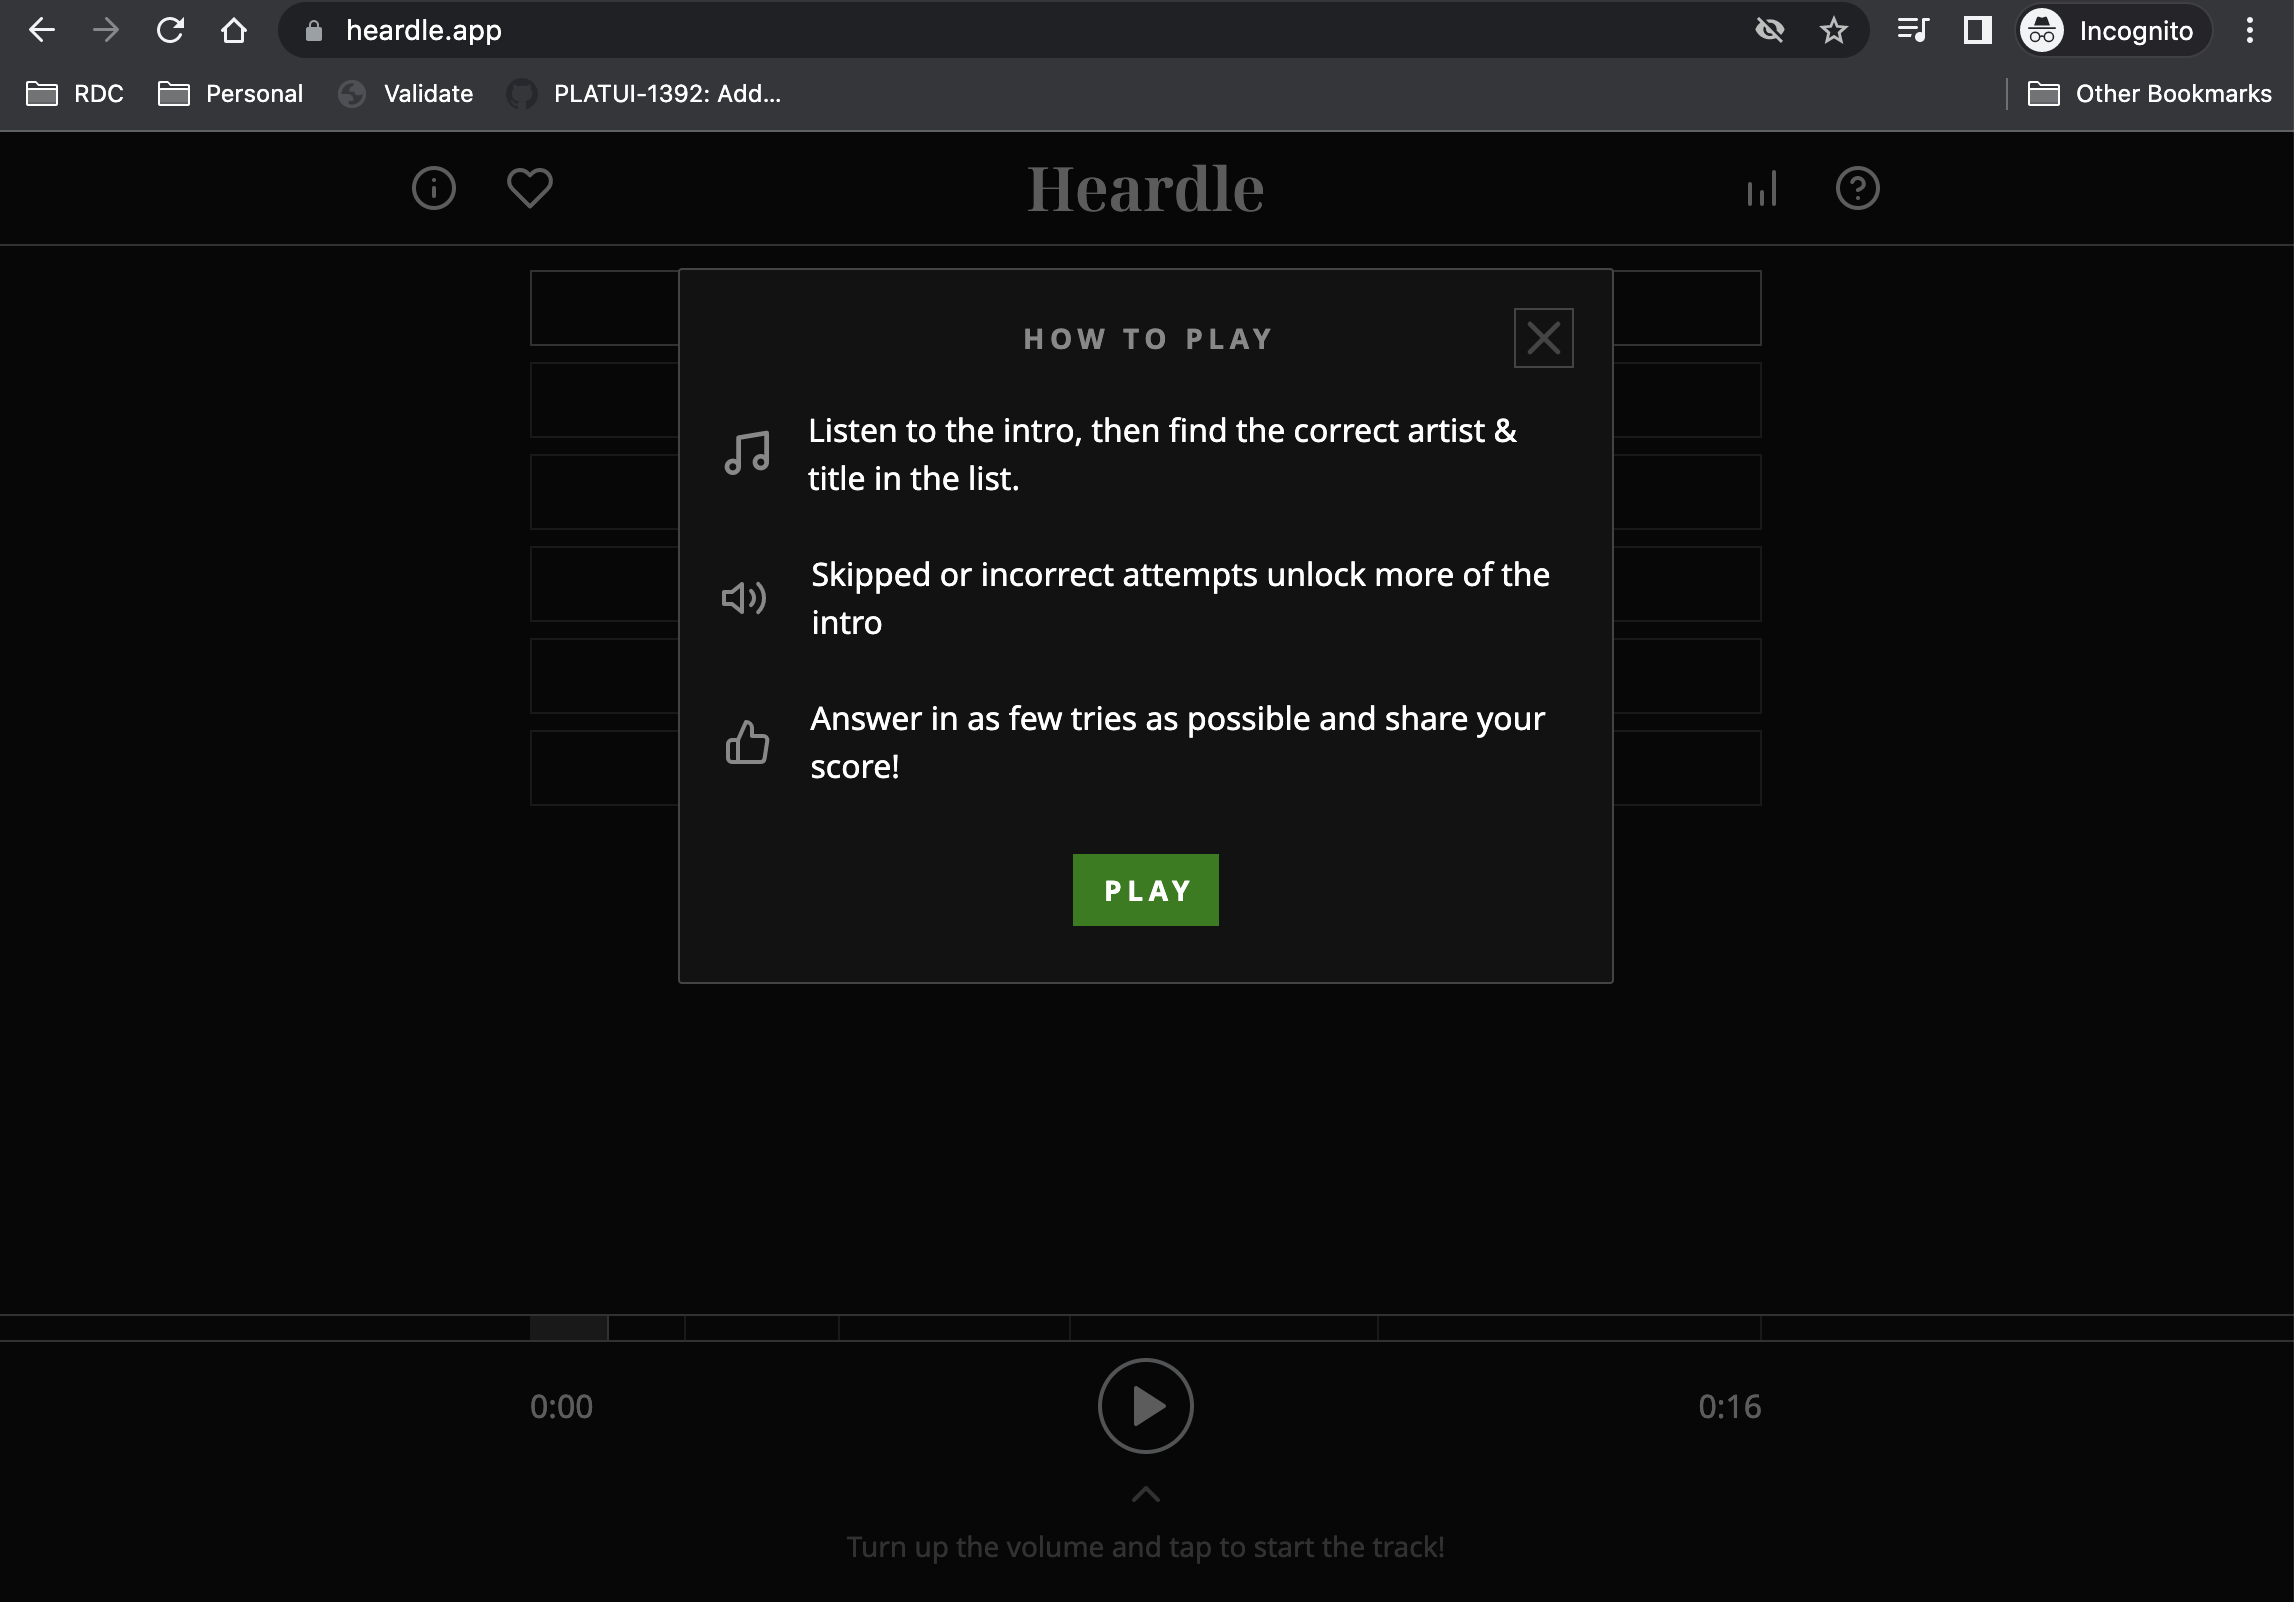 heardle.app
Incognito
RDC
Personal
Validate
PLATUI-1392: Add...
Other Bookmarks
Heardle
HOW TO PLAY
Listen to the intro, then find the correct artist &
title in the list.
Skipped or incorrect attempts unlock more of the
intro
Answer in as few tries as possible and share your
score!
PLAY
0:00
0:16
Turn up the volume and tap to start the track!